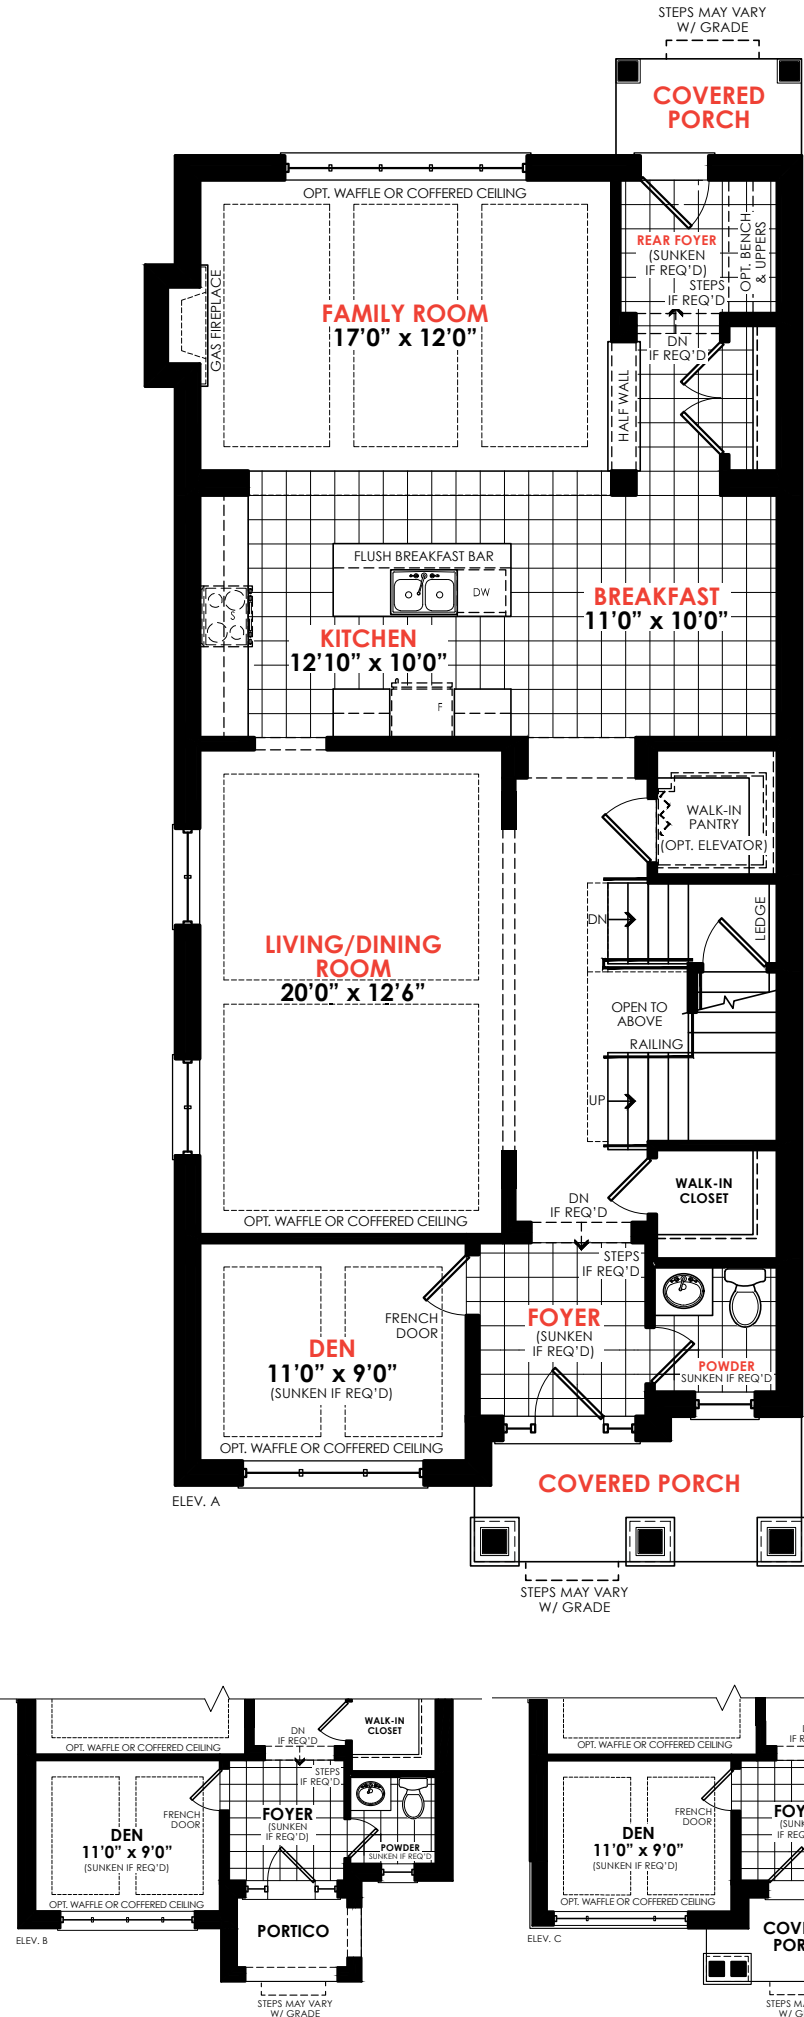 STEPS MAY VARY
W/ GRADE
COVERED
PORCH
OPT. WAFFLE OR COFFERED CEILING
REAR FOYER
(SUNKEN
IF REQ'D)
STEPS
IF REQ'D
OPT. BENCH
& UPPERS
GAS FIREPLACE
FAMILY ROOM
17'0" x 12'0"
DN
IF REQ'D
HALF WALL
FLUSH BREAKFAST BAR
DW
S
BREAKFAST
11'0" x 10'0"
KITCHEN
12'10" x 10'0"
F
WALK-IN
PANTRY
(OPT. ELEVATOR)
DN
LEDGE
LIVING/DINING
ROOM
20'0" x 12'6"
OPEN TO
ABOVE
RAILING
UP
WALK-IN
CLOSET
DN
IF REQ'D
OPT. WAFFLE OR COFFERED CEILING
STEPS
IF REQ'D
FRENCH
DOOR
FOYER
(SUNKEN
IF REQ'D)
DEN
11'0" x 9'0"
(SUNKEN IF REQ'D)
POWDER
SUNKEN IF REQ'D
OPT. WAFFLE OR COFFERED CEILING
COVERED PORCH
ELEV. A
STEPS MAY VARY
W/ GRADE
WALK-IN
CLOSET
DN
IF REQ'D
OPT. WAFFLE OR COFFERED CEILING
STEPS
IF REQ'D
FRENCH
DOOR
FOYER
(SUNKEN
IF REQ'D)
DEN
11'0" x 9'0"
(SUNKEN IF REQ'D)
POWDER
SUNKEN IF REQ'D
OPT. WAFFLE OR COFFERED CEILING
PORTICO
ELEV. B
STEPS MAY VARY
W/ GRADE
OPT. WAFFLE OR COFFERED CEILING
FRENCH
DOOR
DEN
11'0" x 9'0"
(SUNKEN IF REQ'D)
OPT. WAFFLE OR COFFERED CEILING
ELEV. C
STEPS